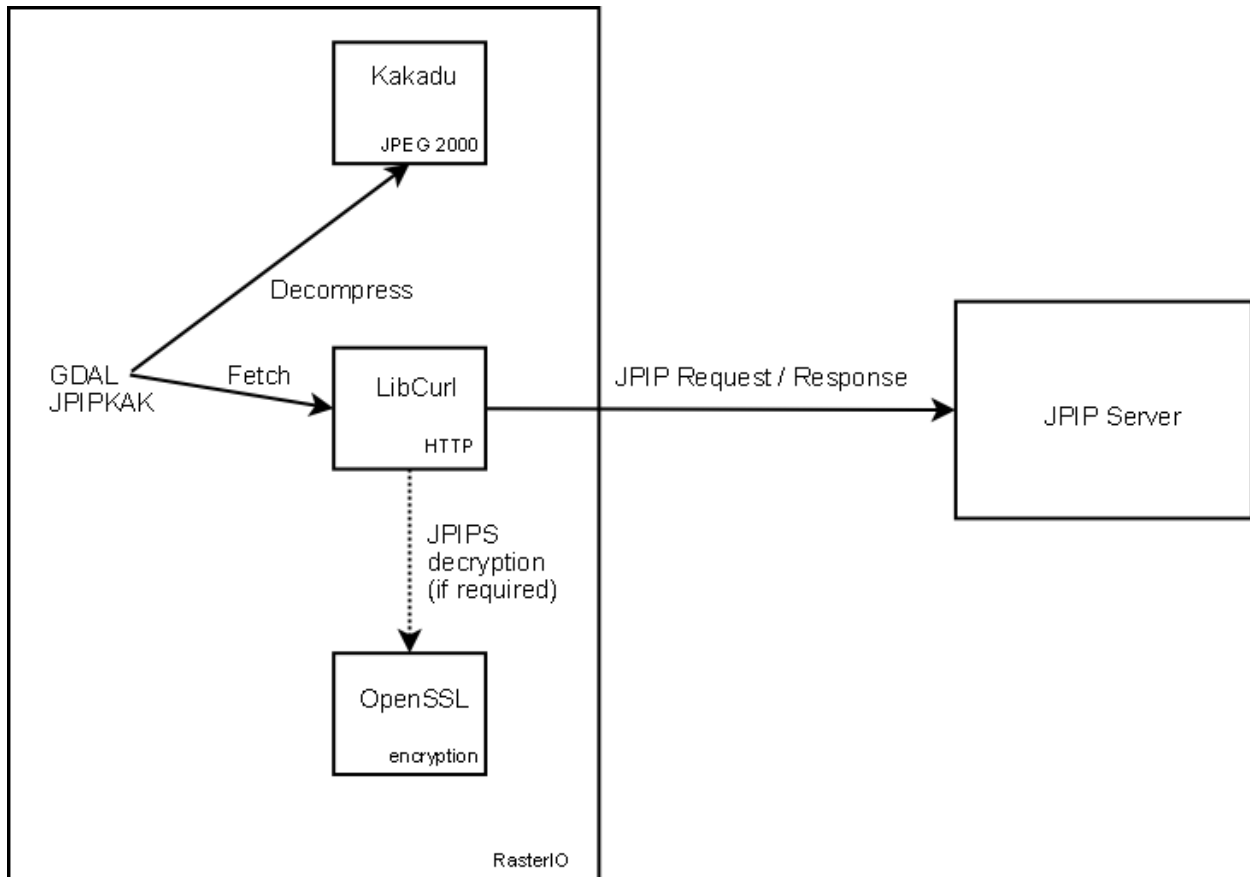 Kakadu
JPEG 2000
Decompress
GDAL
JPIPKAK
Fetch
LibCurl
HTTP
JPIP Request / Response
JPIP Server
JPIPS
decryption
(if required)
OpenSSL
encryption
RasterIO